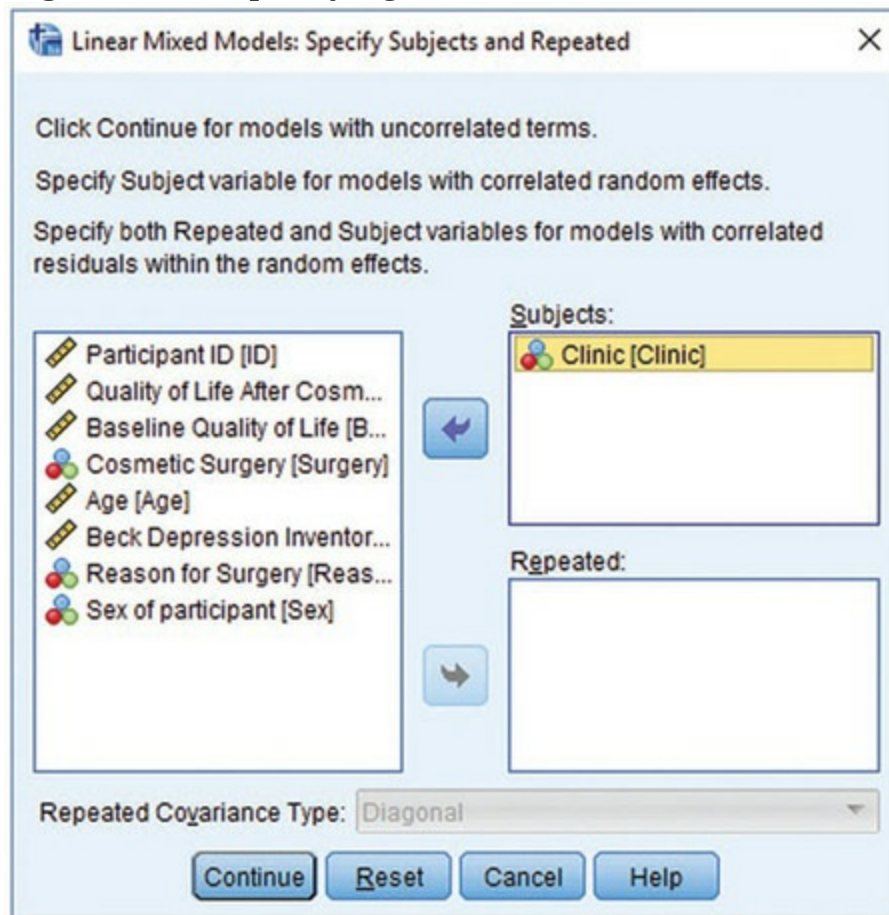 Linear Mixed Models: Specify Subjects and Repeated
Click Continue for models with uncorrelated terms.
Specify Subject variable for models with correlated random effects.
Specify both Repeated and Subject variables for models with correlated
residuals within the random effects.
Participant ID [ID]
Quality of Life After Cosm...
Baseline Quality of Life [B...
Cosmetic Surgery [Surgery]
Age [Age]
Beck Depression Inventor...
Reason for Surgery [Reas...
Sex of participant [Sex]
Subjects:
Clinic [Clinic]
Repeated:
Repeated Covariance Type: Diagonal
Continue Reset Cancel Help